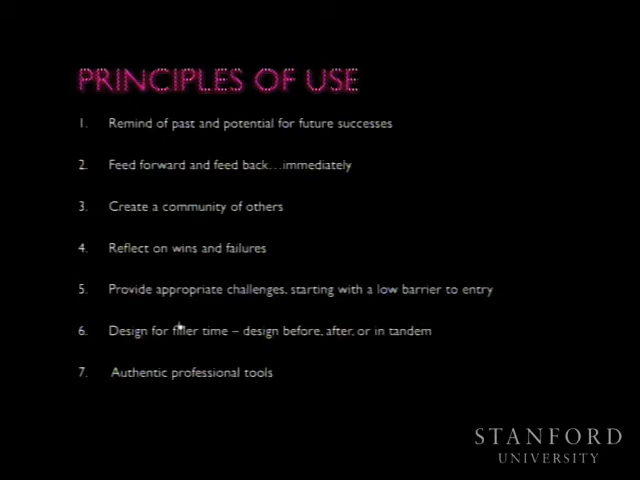 PRINCIPLES OF USE
1. Remind of past and potential for future successes
2. Feed forward and feed back...immediately
3. Create a community of others
4. Reflect on wins and failures
5. Provide appropriate challenges, starting with a low barrier to entry
6. Design for filler time – design before, after, or in tandem
7. Authentic professional tools
STANFORD
UNIVERSITY